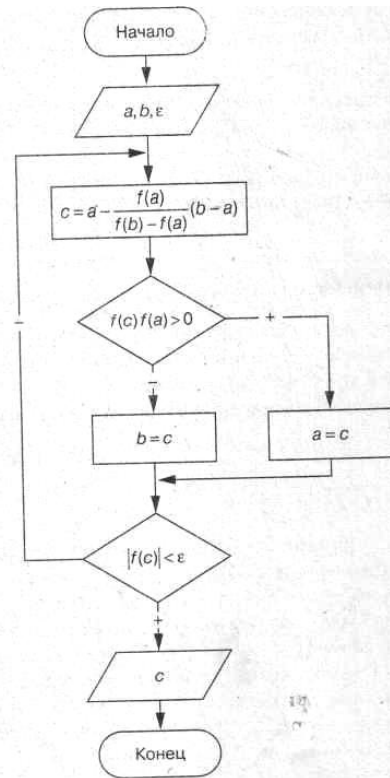 Начало
a, b, ε
c = a - f(a) / f(b) - f(a) (b - a)
f(c) f(a) > 0
+
−
−
b = c
a = c
|f(c)| < ε
+
c
Конец